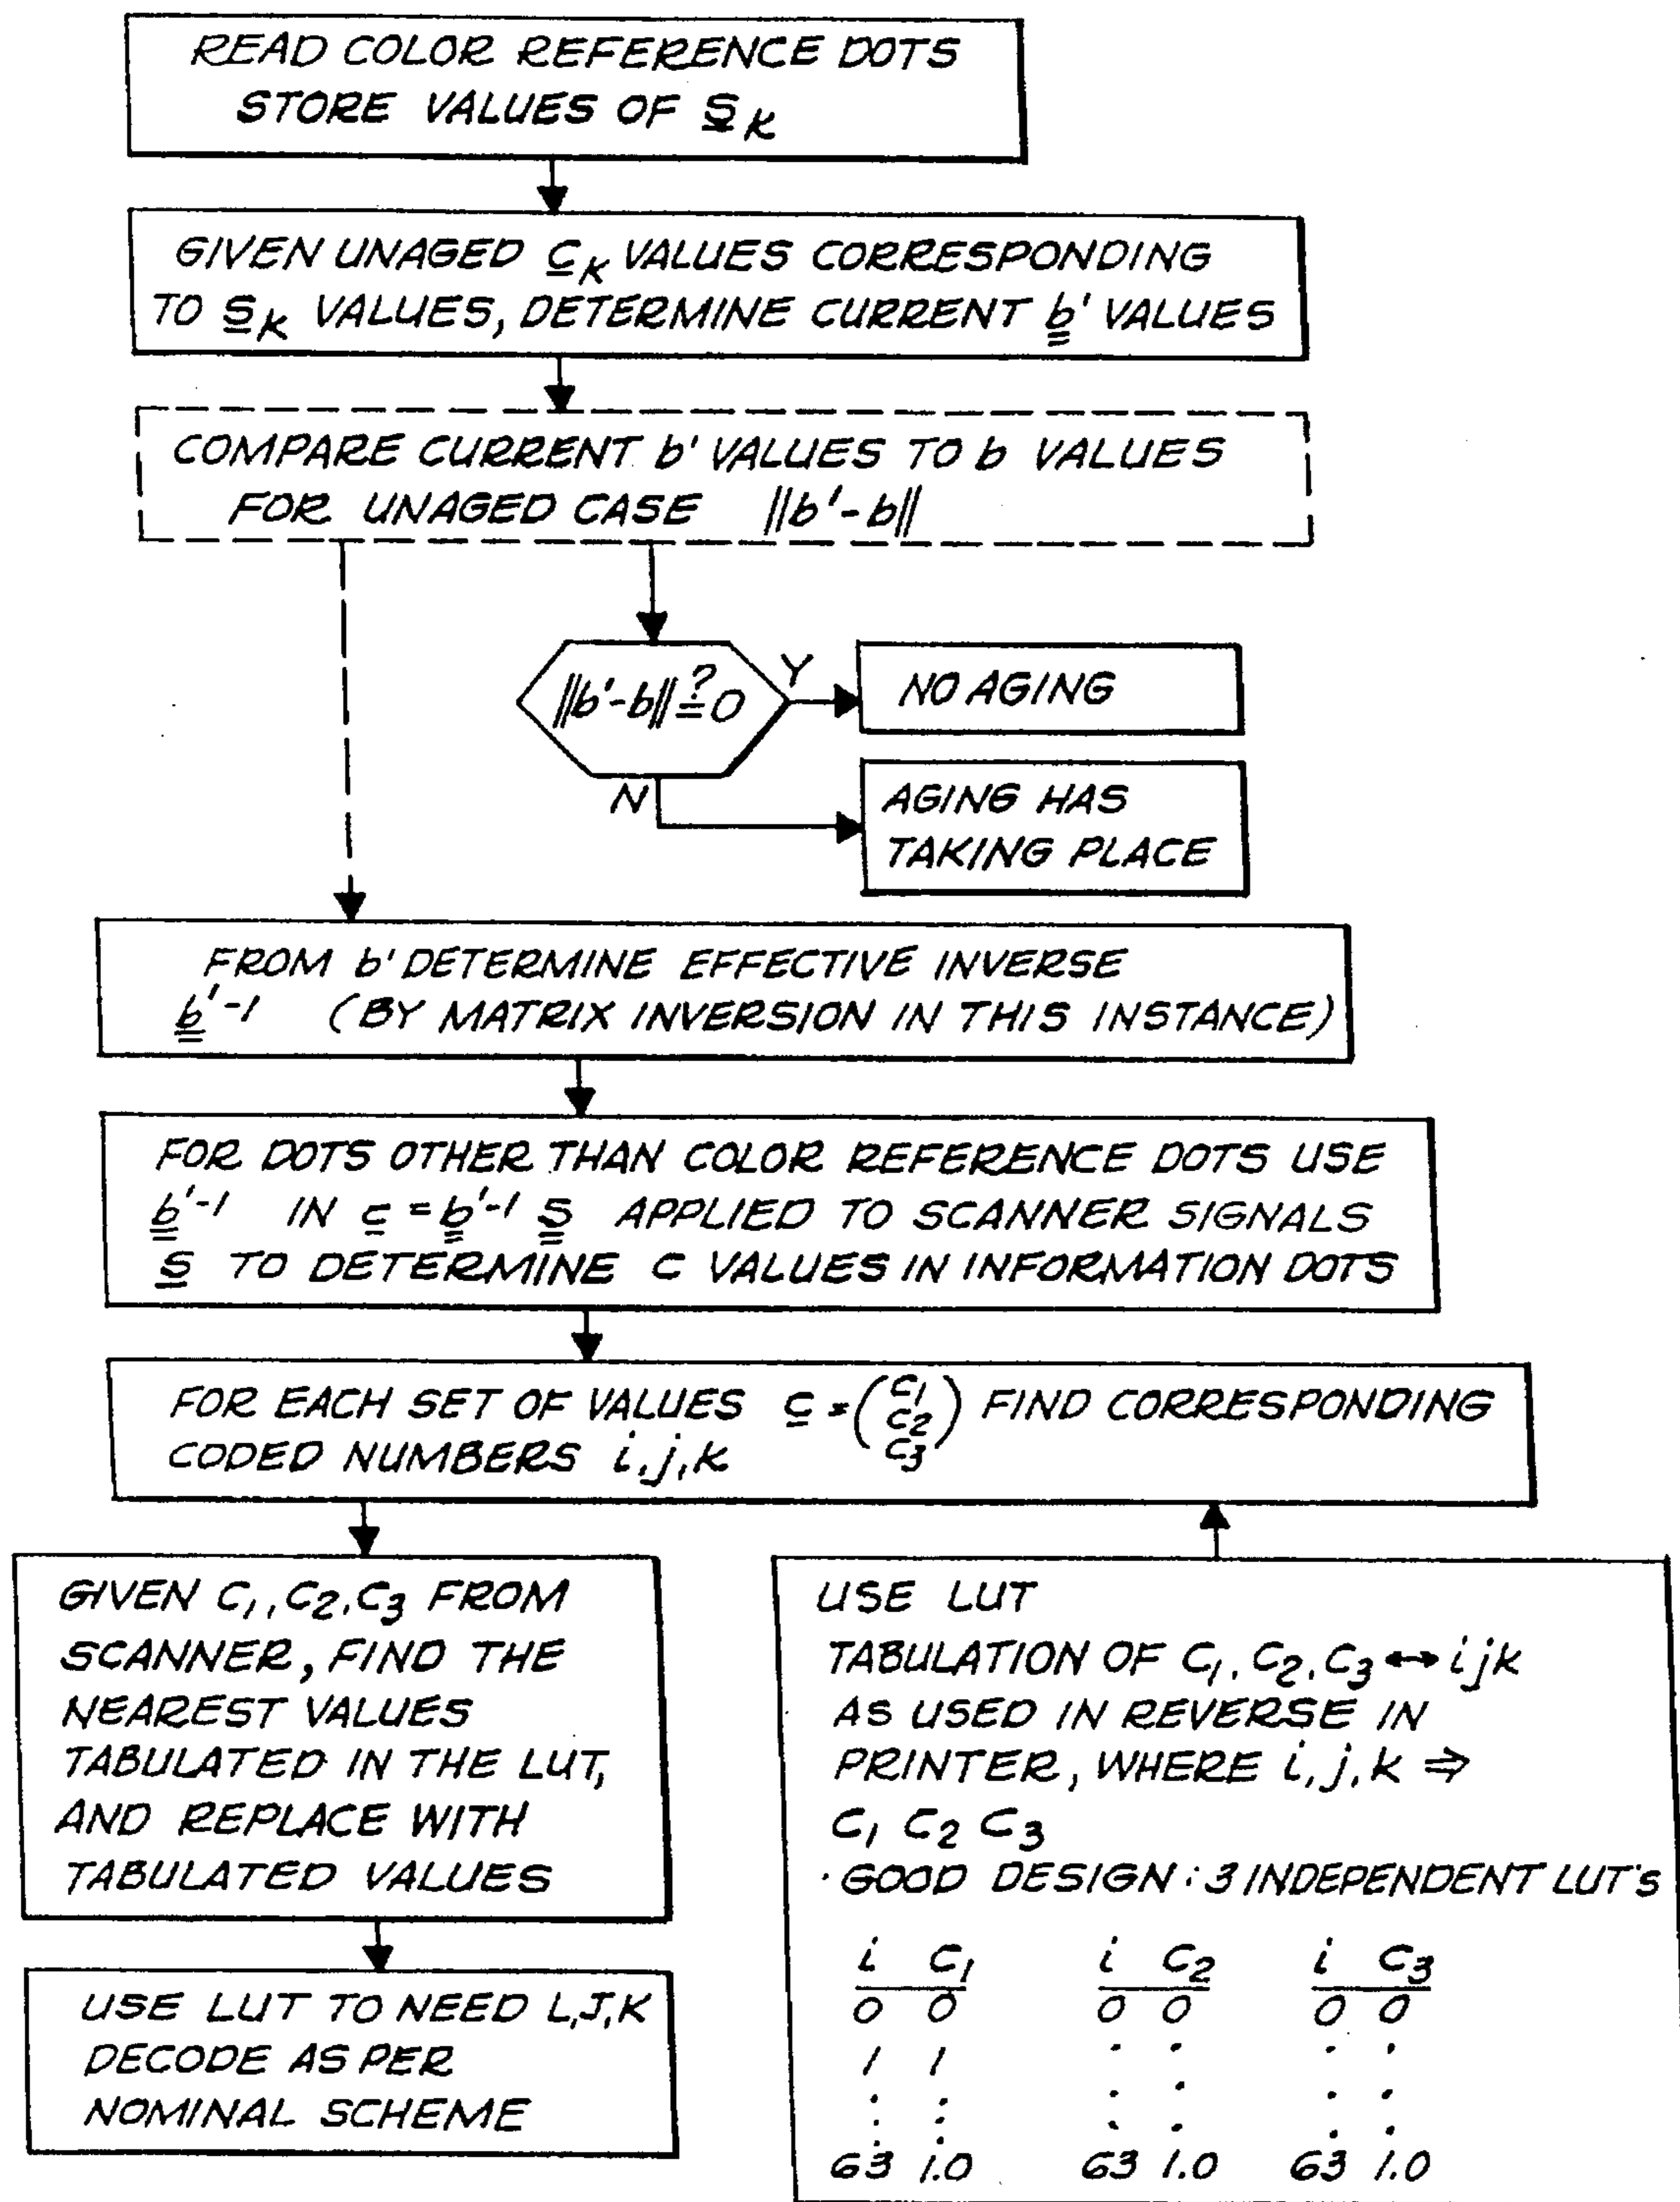 READ COLOR REFERENCE DOTS
STORE VALUES OF S K
GIVEN UNAGED C K VALUES CORRESPONDING
TO S K VALUES, DETERMINE CURRENT b' VALUES
COMPARE CURRENT b' VALUES TO b VALUES
FOR UNAGED CASE ||b'-b||
||b'-b|| ≟ 0
Y
NO AGING
N
AGING HAS
TAKING PLACE
FROM b' DETERMINE EFFECTIVE INVERSE
b'-1 (BY MATRIX INVERSION IN THIS INSTANCE)
FOR DOTS OTHER THAN COLOR REFERENCE DOTS USE
b'-1 IN c = b'-1 S APPLIED TO SCANNER SIGNALS
S TO DETERMINE C VALUES IN INFORMATION DOTS
FOR EACH SET OF VALUES C = (C1 C2 C3) FIND CORRESPONDING
CODED NUMBERS i,j,k
GIVEN C1, C2, C3 FROM
SCANNER, FIND THE
NEAREST VALUES
TABULATED IN THE LUT,
AND REPLACE WITH
TABULATED VALUES
USE LUT TO NEED L,J,K
DECODE AS PER
NOMINAL SCHEME
USE LUT
TABULATION OF C1, C2, C3 ↔ ijk
AS USED IN REVERSE IN
PRINTER, WHERE i,j,k ⇒
C1 C2 C3
· GOOD DESIGN: 3 INDEPENDENT LUT'S
i C1 i C2 i C3
0 0 0 0 0 0
1 1 . . . .
. . . . . .
. . . . . .
63 1.0 63 1.0 63 1.0